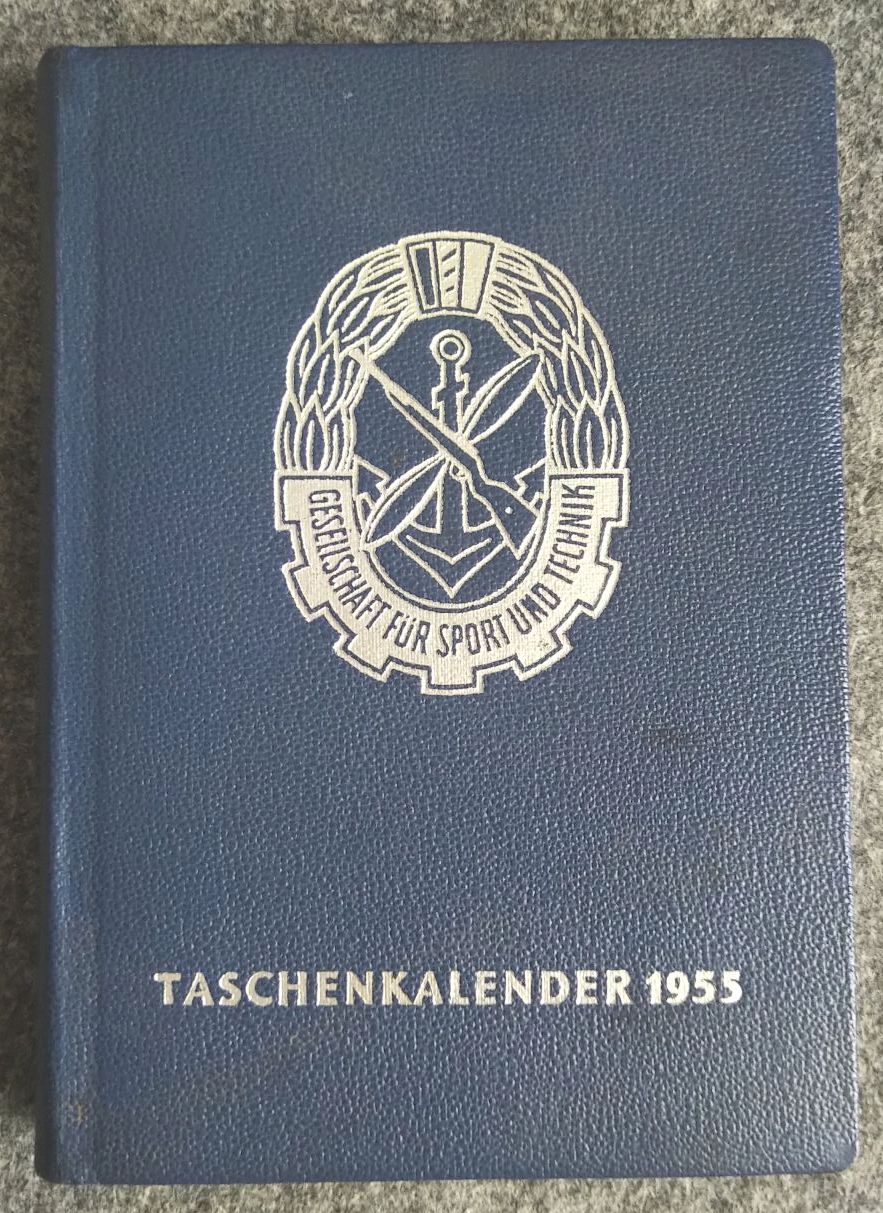 GESELLSCHAFT FÜR SPORT UND TECHNIK
TASCHENKALENDER 1955